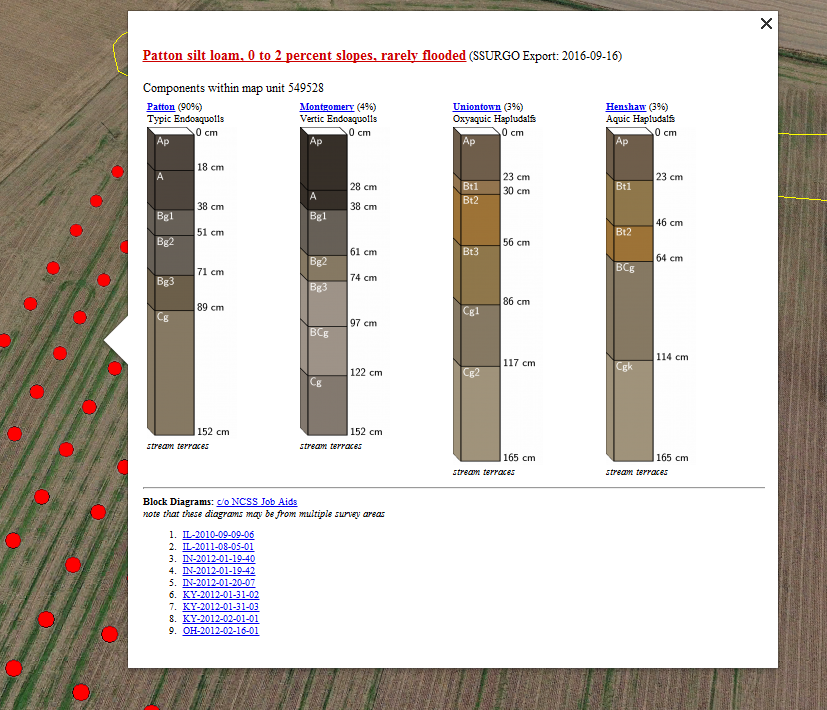 Patton silt loam, 0 to 2 percent slopes, rarely flooded (SSURGO Export: 2016-09-16)
Components within map unit 549528
Patton (90%)
Typic Endoaquolls
0 cm
Ap
18 cm
A
38 cm
Bg1
51 cm
Bg2
71 cm
Bg3
89 cm
Cg
152 cm
stream terraces
Montgomery (4%)
Vertic Endoaquolls
0 cm
Ap
28 cm
A
38 cm
Bg1
61 cm
Bg2
74 cm
Bg3
97 cm
BCg
122 cm
Cg
152 cm
stream terraces
Uniontown (3%)
Oxyaquic Hapludalfs
0 cm
Ap
23 cm
Bt1
30 cm
Bt2
56 cm
Bt3
86 cm
Cg1
117 cm
Cg2
165 cm
stream terraces
Henshaw (3%)
Aquic Hapludalfs
0 cm
Ap
23 cm
Bt1
46 cm
Bt2
64 cm
BCg
114 cm
Cgk
165 cm
stream terraces
Block Diagrams: c/o NCSS Job Aids
note that these diagrams may be from multiple survey areas
1. IL-2010-09-09-06
2. IL-2011-08-05-01
3. IN-2012-01-19-40
4. IN-2012-01-19-42
5. IN-2012-01-20-07
6. KY-2012-01-31-02
7. KY-2012-01-31-03
8. KY-2012-02-01-01
9. OH-2012-02-16-01